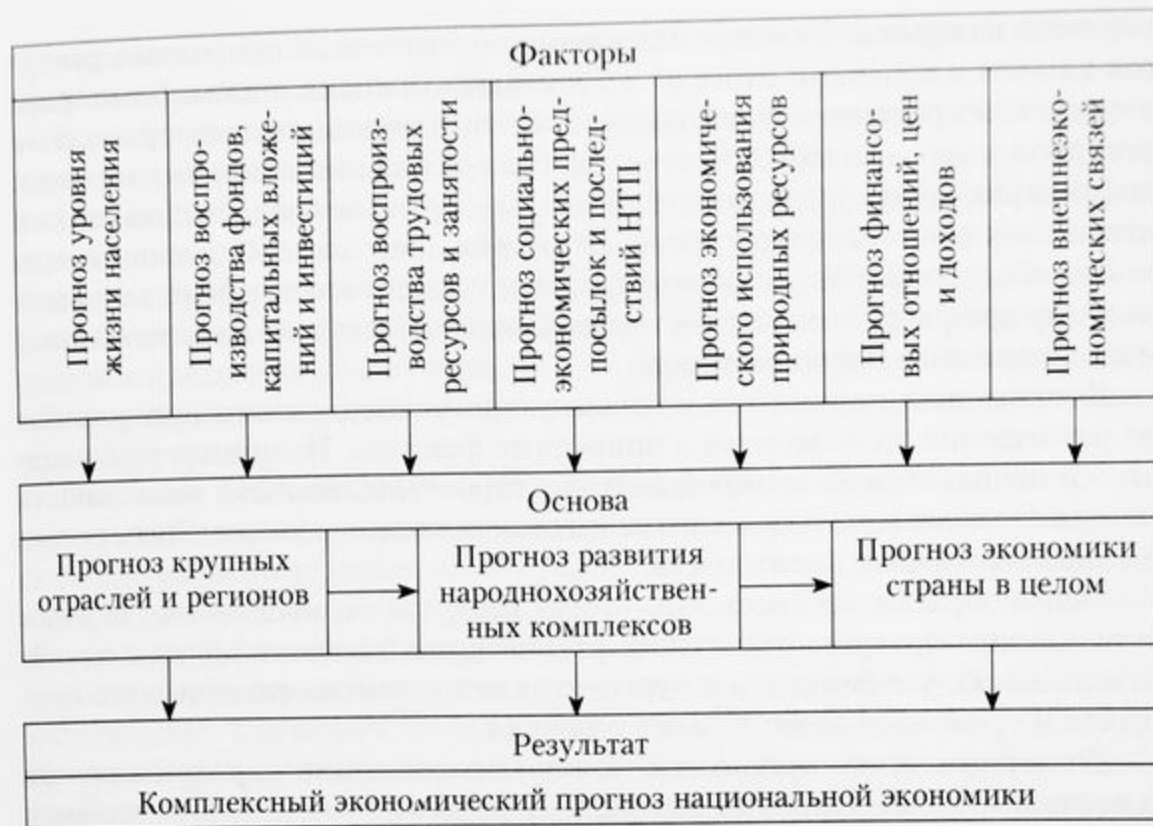 Факторы
Прогноз уровня
жизни населения
Прогноз воспро-
изводства фондов
капитальных вложе-
ний и инвестиций
Прогноз воспроиз-
водства трудовых
ресурсов и занятости
Прогноз социально-
экономических пред-
посылок и послед-
ствий НТП
Прогноз экономиче-
ского использования
природных ресурсов
Прогноз финансо-
вых отношений цен
и доходов
Прогноз внешнеэко-
номических связей
Основа
Прогноз крупных
отраслей и регионов
Прогноз развития
народнохозяйствен-
ных комплексов
Прогноз экономики
страны в целом
Результат
Комплексный экономический прогноз национальной экономики